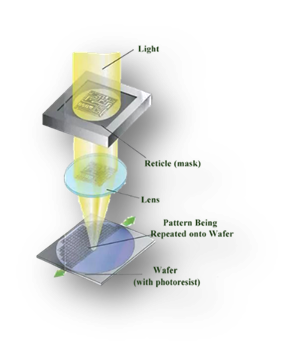 Light
Reticle (mask)
Lens
Pattern Being
Repeated onto Wafer
Wafer
(with photoresist)